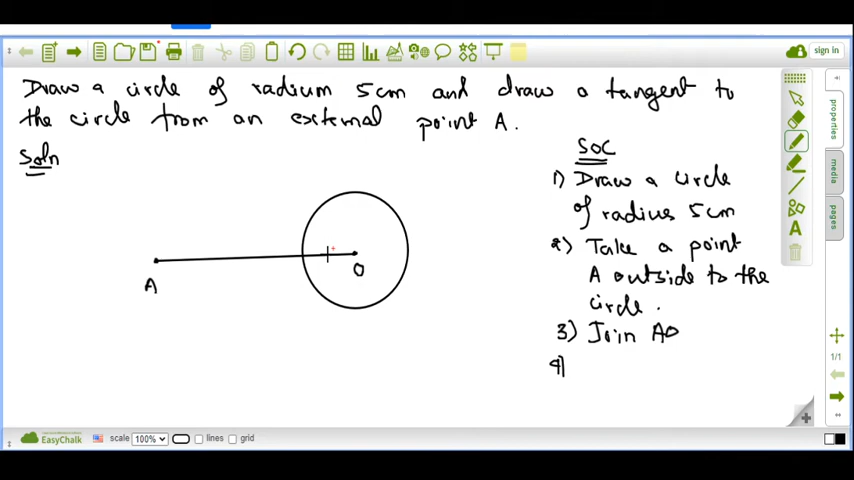 sign in
Draw a circle of radium 5cm and draw a tangent to
the circle from an external point A.
Soln
SOC
1) Draw a circle
of radius 5cm
2) Take a point
A outside to the
circle.
3) Join AO
4)
A
O
properties
media
pages
1/1
EasyChalk
scale
100%
lines
grid